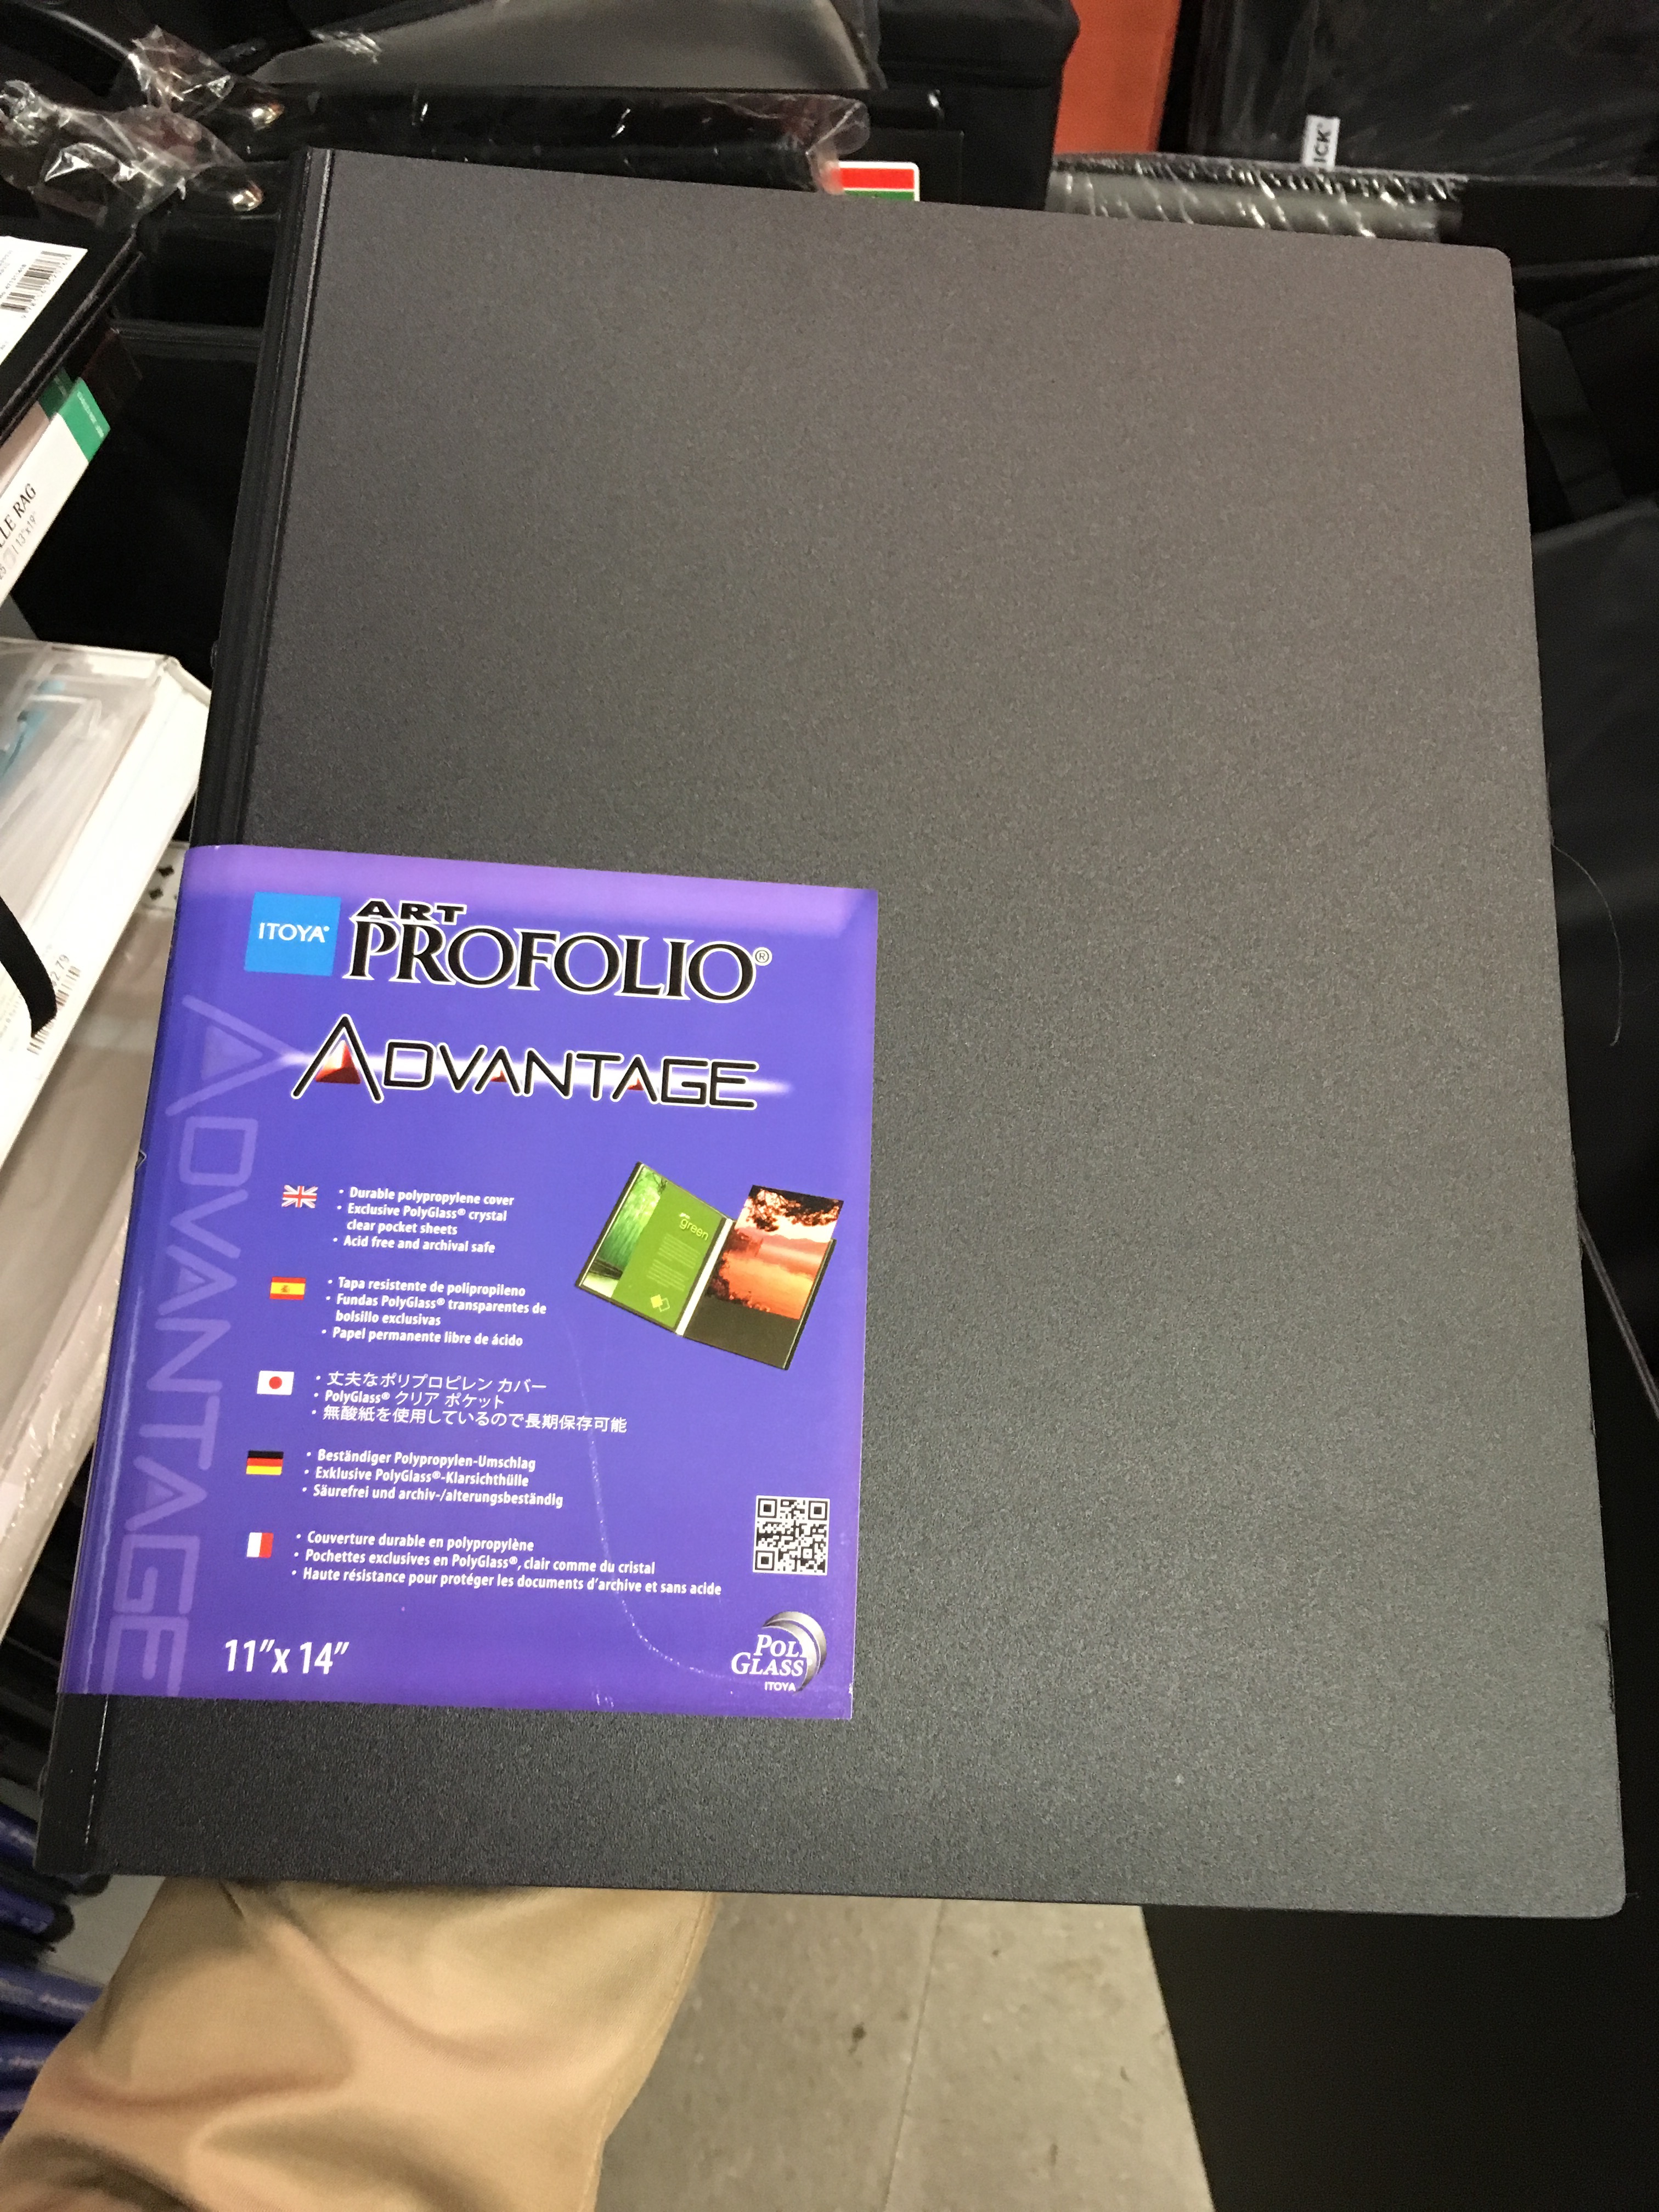 ICK®
LLE RAG
13"x19"
ITOYA®
ART
PROFOLIO®
ADVANTAGE
ADVANTAGE
• Durable polypropylene cover
• Exclusive PolyGlass® crystal
clear pocket sheets
• Acid free and archival safe
green
• Tapa resistente de polipropileno
• Fundas PolyGlass® transparentes de
bolsillo exclusivas
• Papel permanente libre de ácido
• 丈夫なポリプロピレン カバー
• PolyGlass® クリア ポケット
• 無酸紙を使用しているので長期保存可能
• Beständiger Polypropylen-Umschlag
• Exklusive PolyGlass®-Klarsichthülle
• Säurefrei und archiv-/alterungsbeständig
• Couverture durable en polypropylène
• Pochettes exclusives en PolyGlass®, clair comme du cristal
• Haute résistance pour protéger les documents d'archive et sans acide
11"x 14"
POLY
GLASS
ITOYA